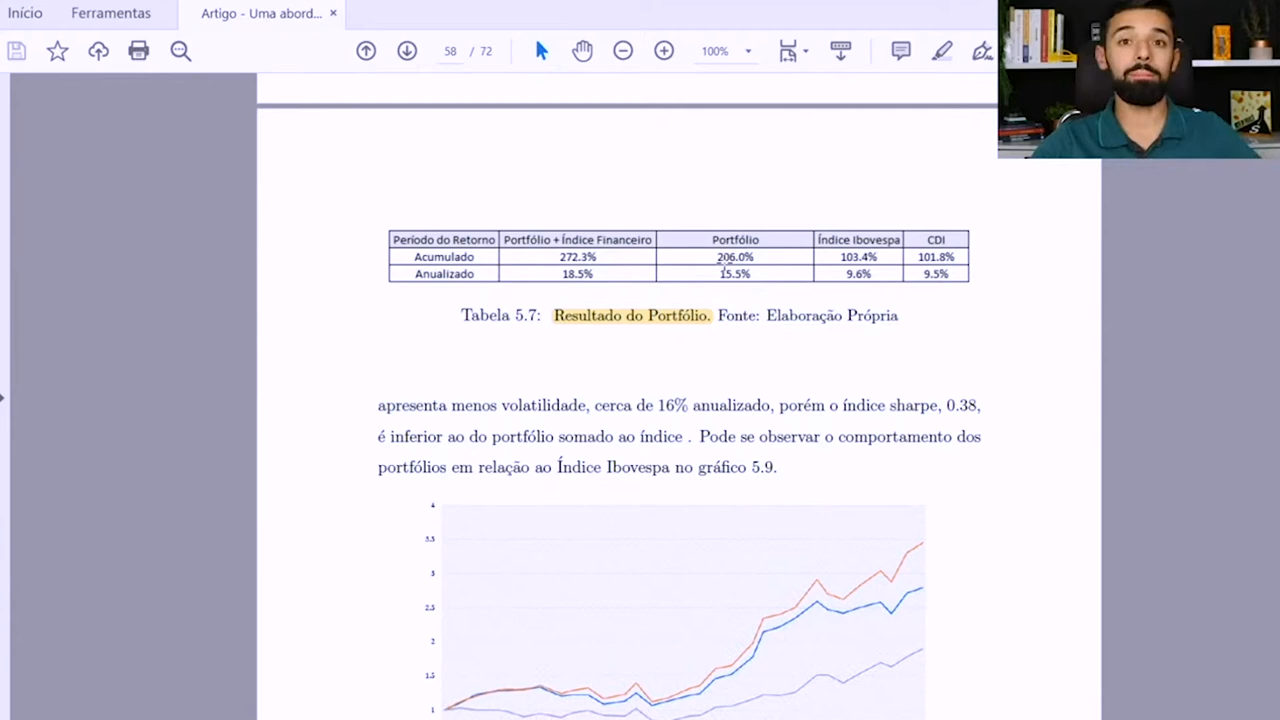 Início Ferramentas Artigo - Uma abord... ×
58 / 72 100%
Período do Retorno Portfólio + Índice Financeiro Portfólio Índice Ibovespa CDI
Acumulado 272.3% 206.0% 103.4% 101.8%
Anualizado 18.5% 15.5% 9.6% 9.5%
Tabela 5.7: Resultado do Portfólio. Fonte: Elaboração Própria
apresenta menos volatilidade, cerca de 16% anualizado, porém o índice sharpe, 0.38,
é inferior ao do portfólio somado ao índice . Pode se observar o comportamento dos
portfólios em relação ao Índice Ibovespa no gráfico 5.9.
4
3.5
3
2.5
2
1.5
1